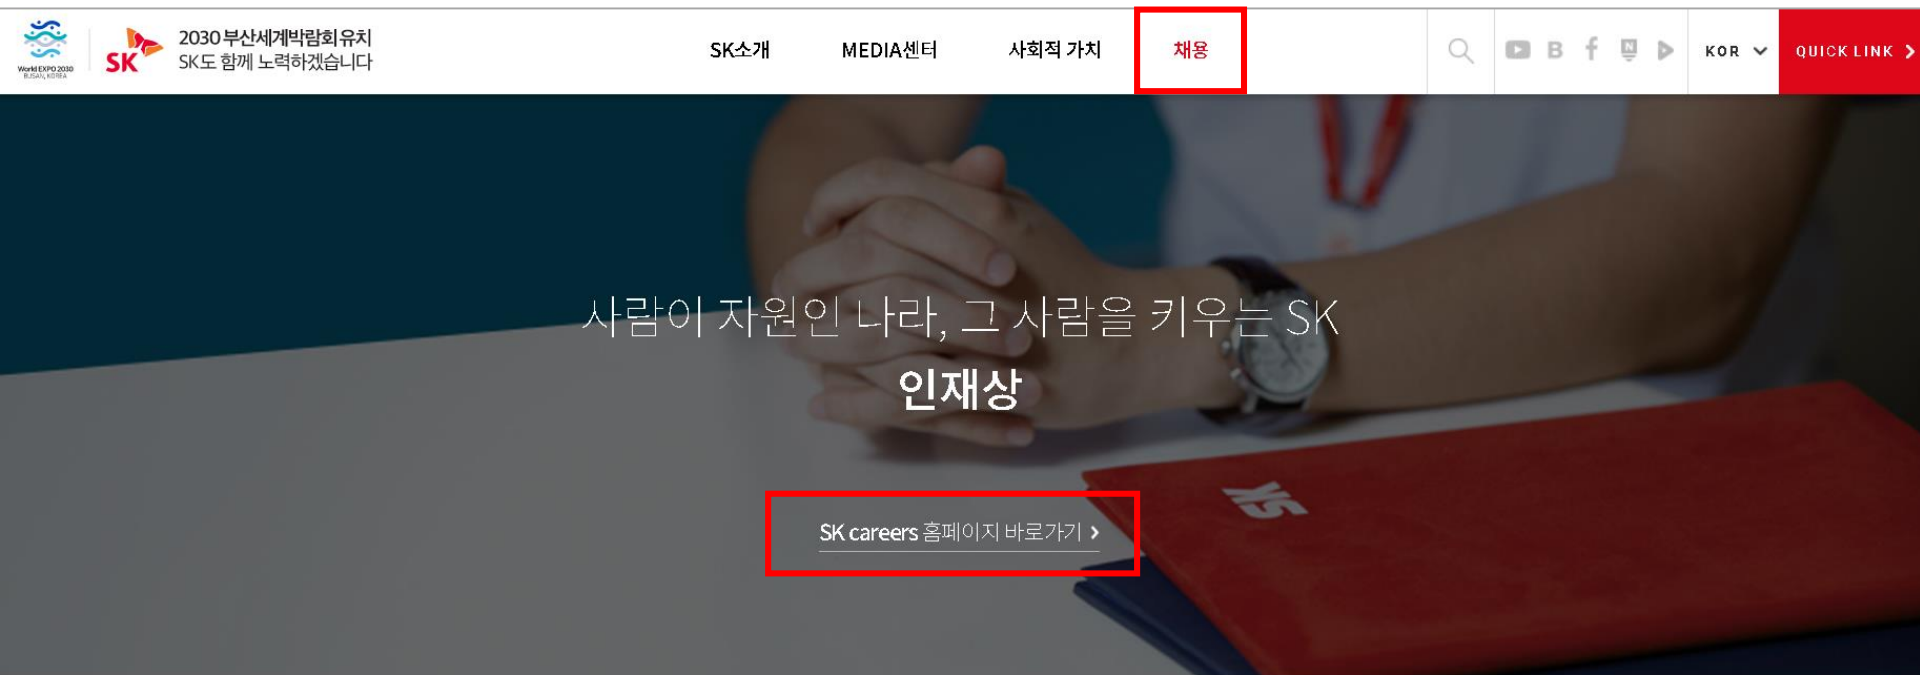 World EXPO 2030
BUSAN, KOREA
SK
2030 부산세계박람회 유치
SK도 함께 노력하겠습니다
SK소개
MEDIA센터
사회적 가치
채용
B
f
N
KOR
QUICK LINK
사람이 자원인 나라, 그 사람을 키우는 SK
인재상
SK careers 홈페이지 바로가기
SK